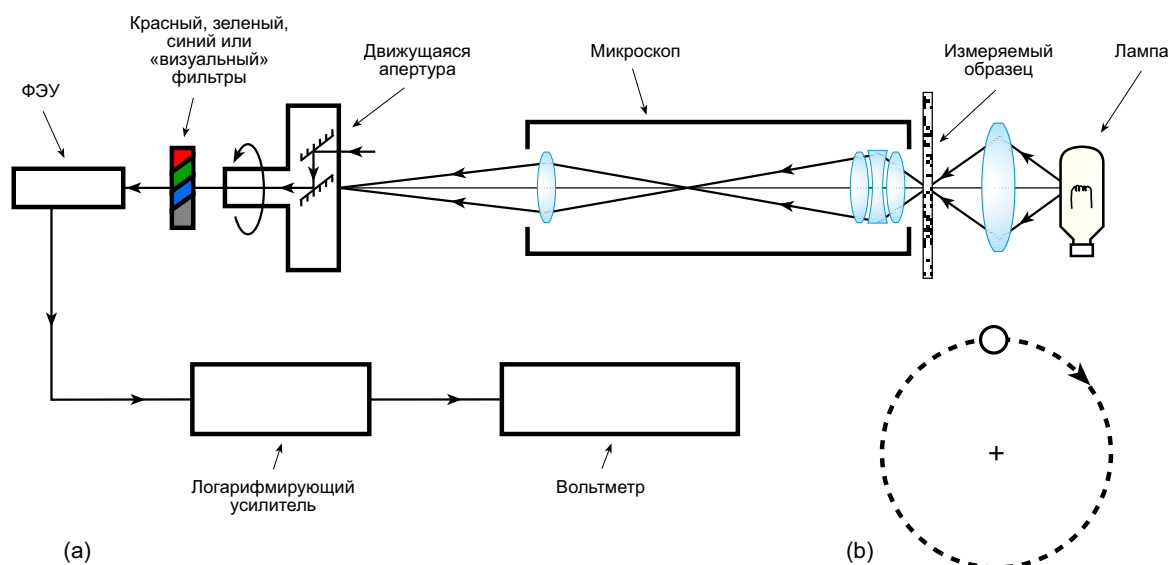 Красный, зеленый,
синий или
«визуальный»
фильтры
ФЭУ
Движущаяся
апертура
Микроскоп
Измеряемый
образец
Лампа
Логарифмирующий
усилитель
Вольтметр
(a)
(b)